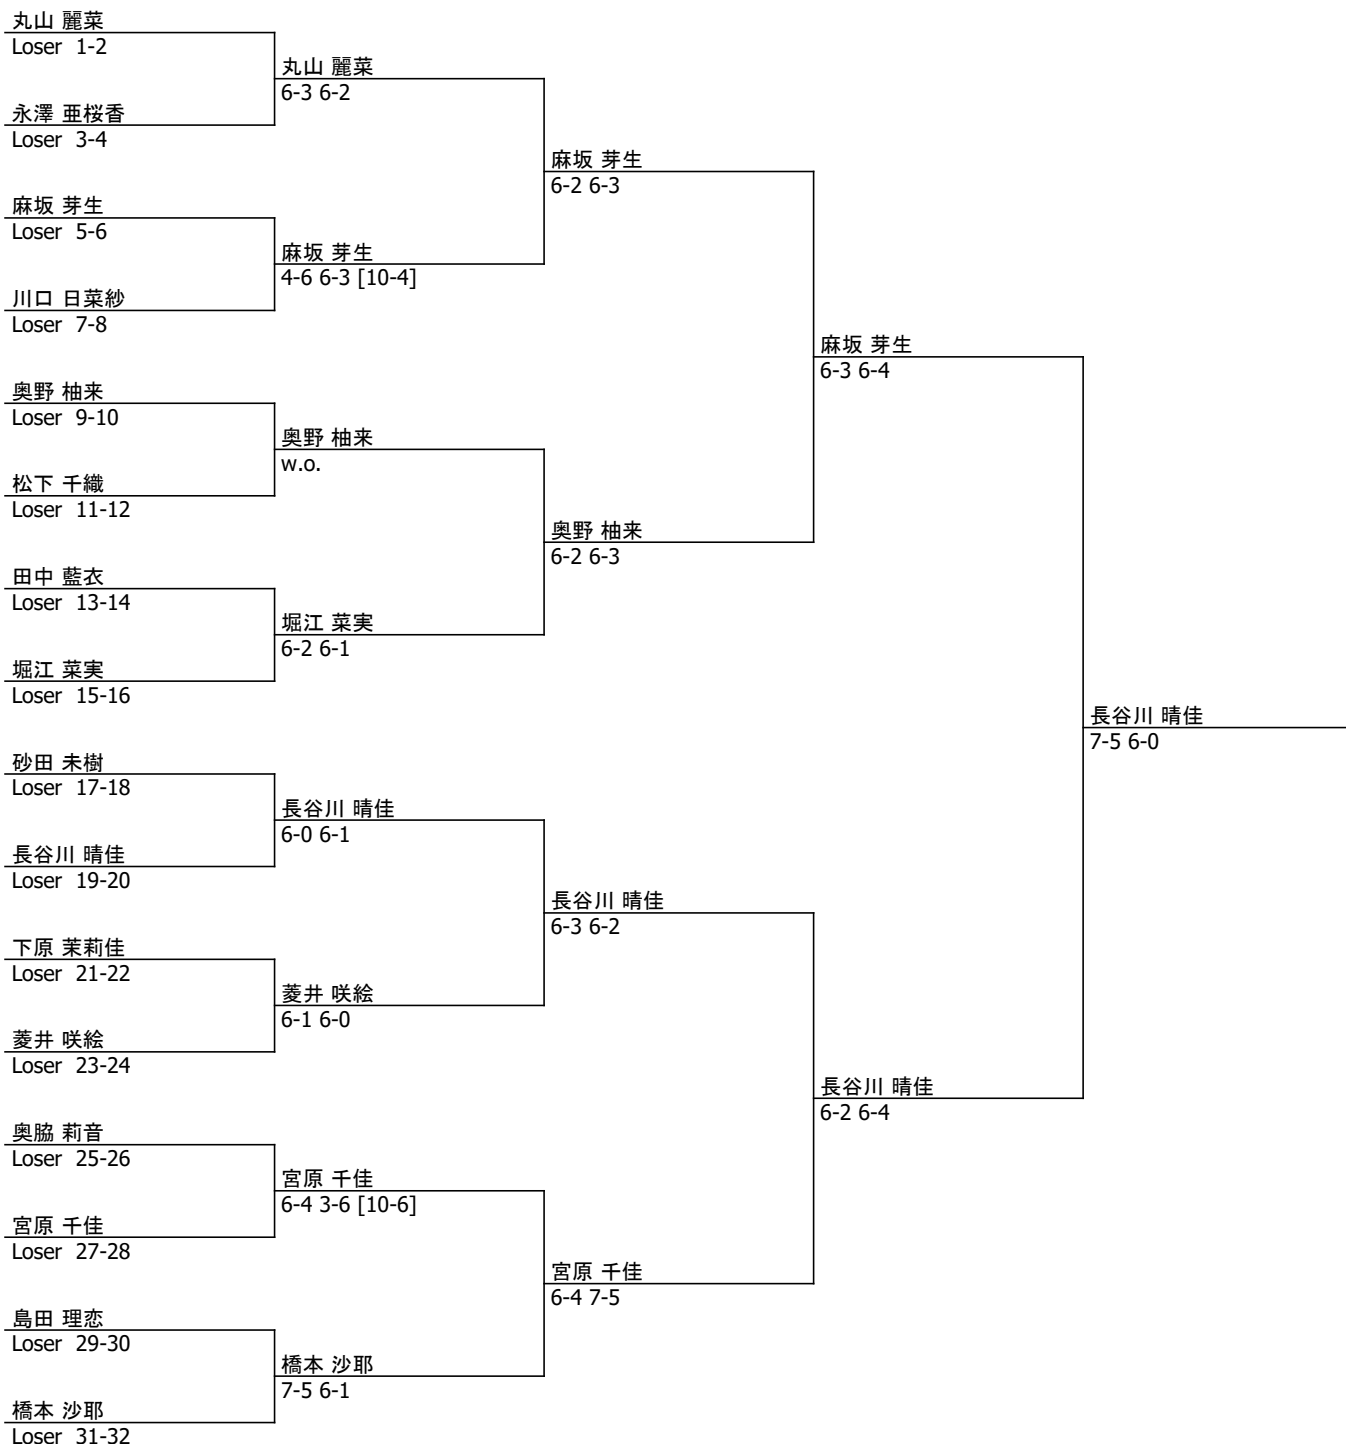 丸山 麗菜
Loser 1-2
丸山 麗菜
6-3 6-2
永澤 亜桜香
Loser 3-4
麻坂 芽生
6-2 6-3
麻坂 芽生
Loser 5-6
麻坂 芽生
4-6 6-3 [10-4]
川口 日菜紗
Loser 7-8
麻坂 芽生
6-3 6-4
奥野 柚来
Loser 9-10
奥野 柚来
w.o.
松下 千織
Loser 11-12
奥野 柚来
6-2 6-3
田中 藍衣
Loser 13-14
堀江 菜実
6-2 6-1
堀江 菜実
Loser 15-16
長谷川 晴佳
7-5 6-0
砂田 未樹
Loser 17-18
長谷川 晴佳
6-0 6-1
長谷川 晴佳
Loser 19-20
長谷川 晴佳
6-3 6-2
下原 茉莉佳
Loser 21-22
菱井 咲絵
6-1 6-0
菱井 咲絵
Loser 23-24
長谷川 晴佳
6-2 6-4
奥脇 莉音
Loser 25-26
宮原 千佳
6-4 3-6 [10-6]
宮原 千佳
Loser 27-28
宮原 千佳
6-4 7-5
島田 理恋
Loser 29-30
橋本 沙耶
7-5 6-1
橋本 沙耶
Loser 31-32